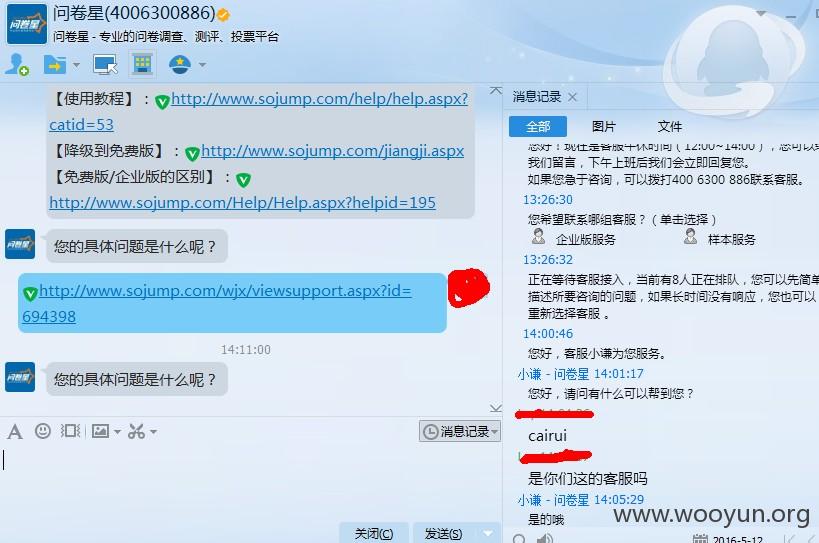 问卷星(4006300886)
问卷星 - 专业的问卷调查、测评、投票平台
问卷星
【使用教程】：http://www.sojump.com/help/help.aspx?
catid=53
【降级到免费版】：http://www.sojump.com/jiangji.aspx
【免费版/企业版的区别】：
http://www.sojump.com/Help/Help.aspx?helpid=195
问卷星
您的具体问题是什么呢？
http://www.sojump.com/wjx/viewsupport.aspx?id=
694398
14:11:00
问卷星
您的具体问题是什么呢？
消息记录
关闭(C)
发送(S)
消息记录
全部
图片
文件
您好！现在是客服午休时间（12:00~14:00），您可以
我们留言，下午上班后我们会立即回复您。
如果您急于咨询，可以拨打400 6300 886联系客服。
13:26:30
您希望联系哪组客服？（单击选择）
企业版服务
样本服务
13:26:32
正在等待客服接入，当前有8人正在排队，您可以先简单
描述所要咨询的问题，如果长时间没有响应，您也可以
重新选择客服 。
14:00:46
您好，客服小谦为您服务。
小谦 - 问卷星 14:01:17
您好，请问有什么可以帮到您？
cairui
是你们这的客服吗
小谦 - 问卷星 14:05:29
是的哦
www.wooyun.org
2016-5-12